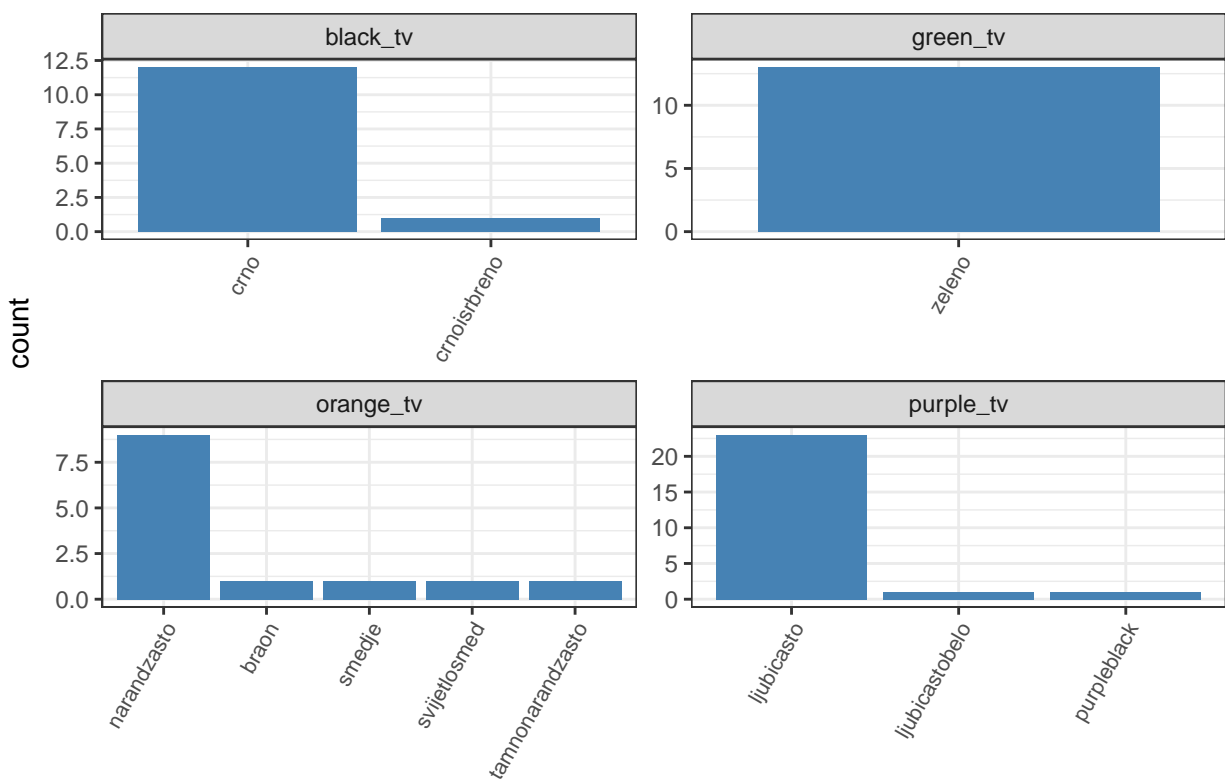 black_tv
green_tv
12.5
10.0
7.5
5.0
2.5
0.0
10
5
0
crno
crnoisrbreno
zeleno
count
orange_tv
purple_tv
7.5
5.0
2.5
0.0
20
15
10
5
0
narandzasto
braon
smedje
svijetlosmed
tamnonarandzasto
ljubicasto
ljubicastobelo
purpleblack